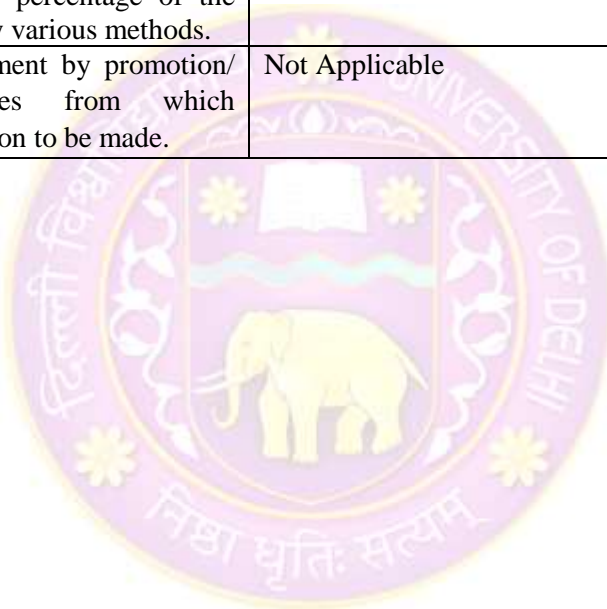 percentage of the
various methods.
ment by promotion/ Not Applicable
es from which
on to be made.
दिल्ली विश्वविद्यालय
UNIVERSITY OF DELHI
निष्ठा धृतिः सत्यम्